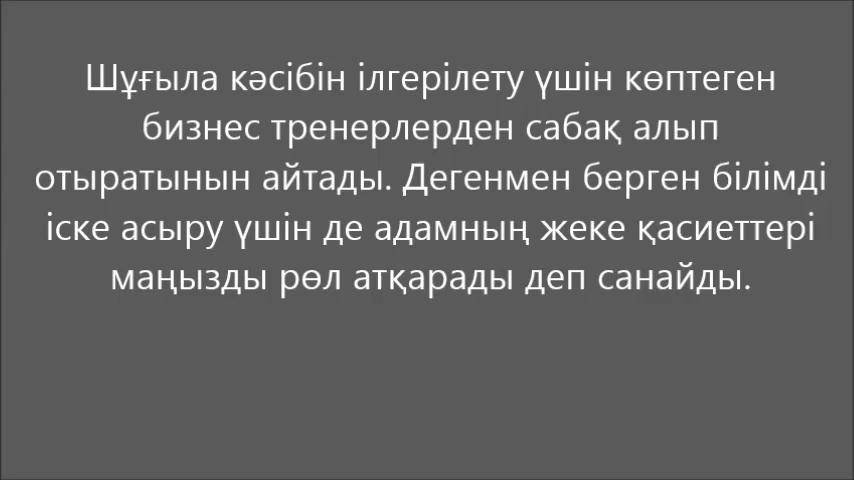 Шұғыла кәсібін ілгерілету үшін көптеген
бизнес тренерлерден сабақ алып
отыратынын айтады. Дегенмен берген білімді
іске асыру үшін де адамның жеке қасиеттері
маңызды рөл атқарады деп санайды.